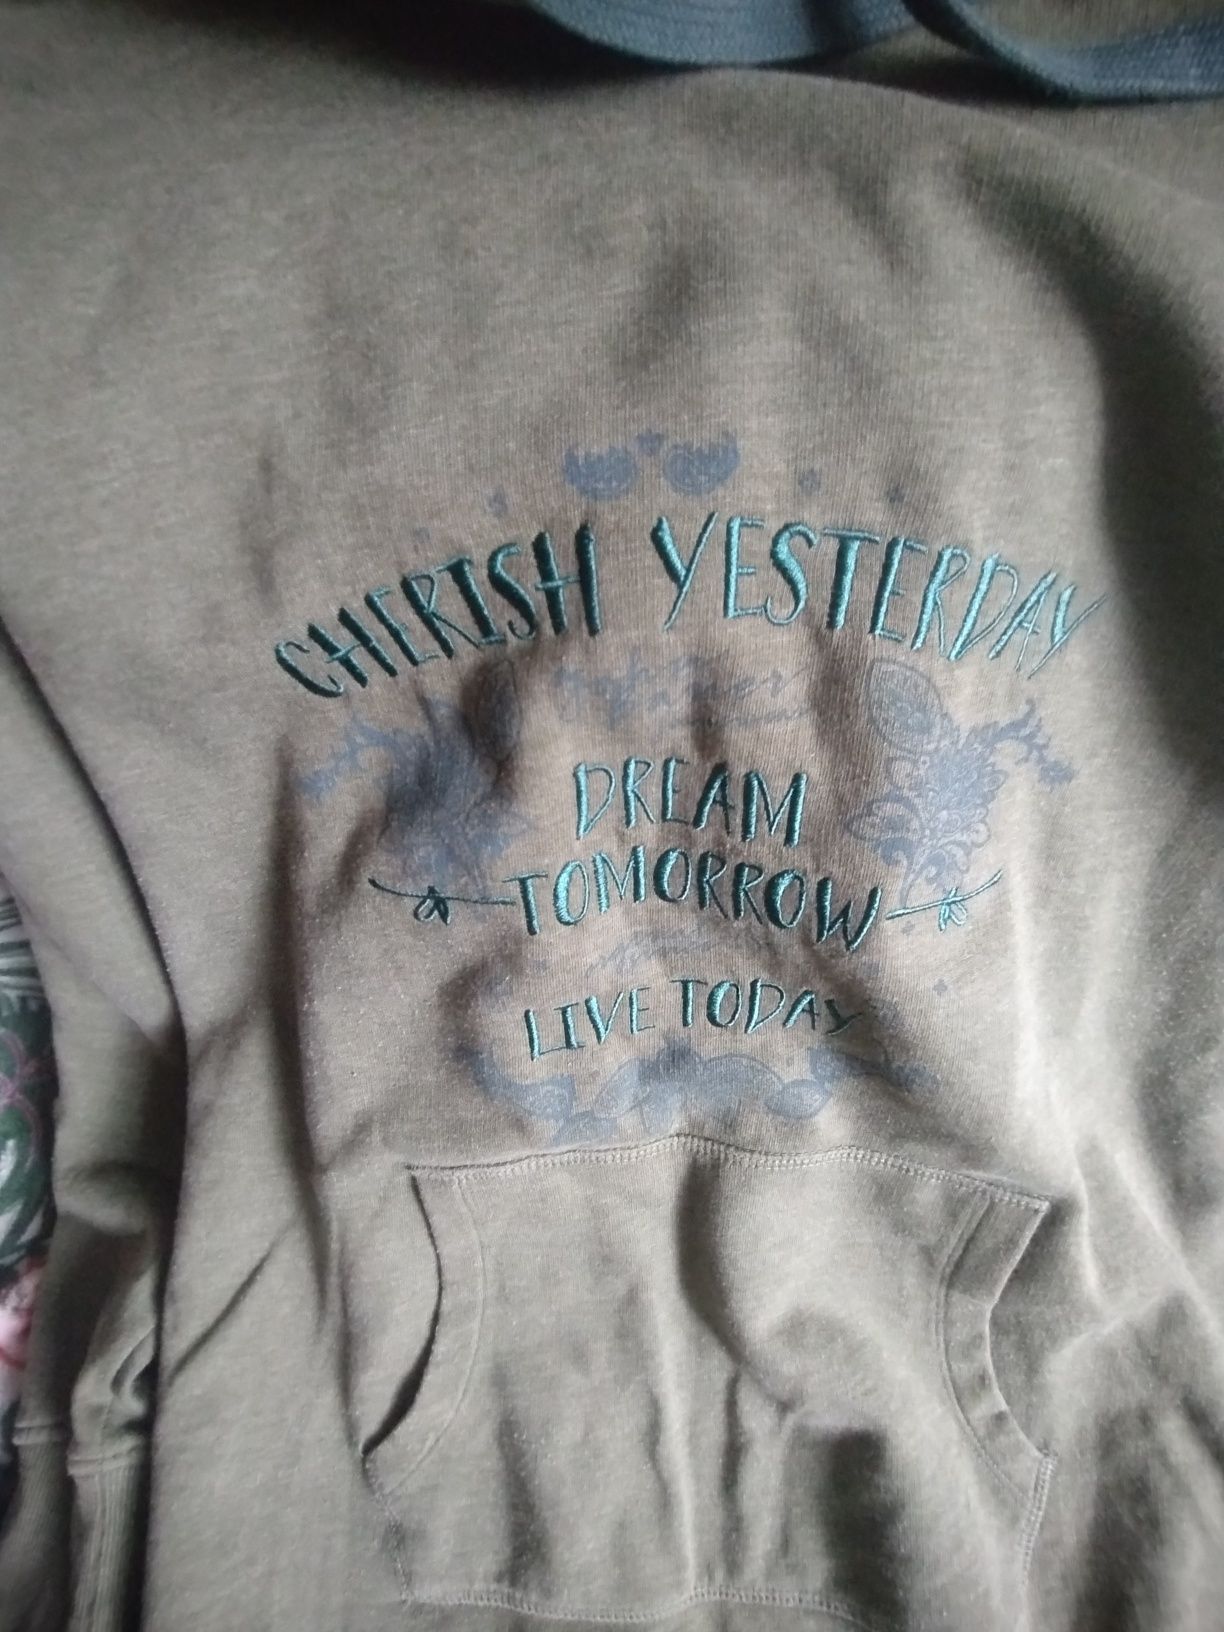 CHERISH YESTERDAY
DREAM
TOMORROW
LIVE TODAY